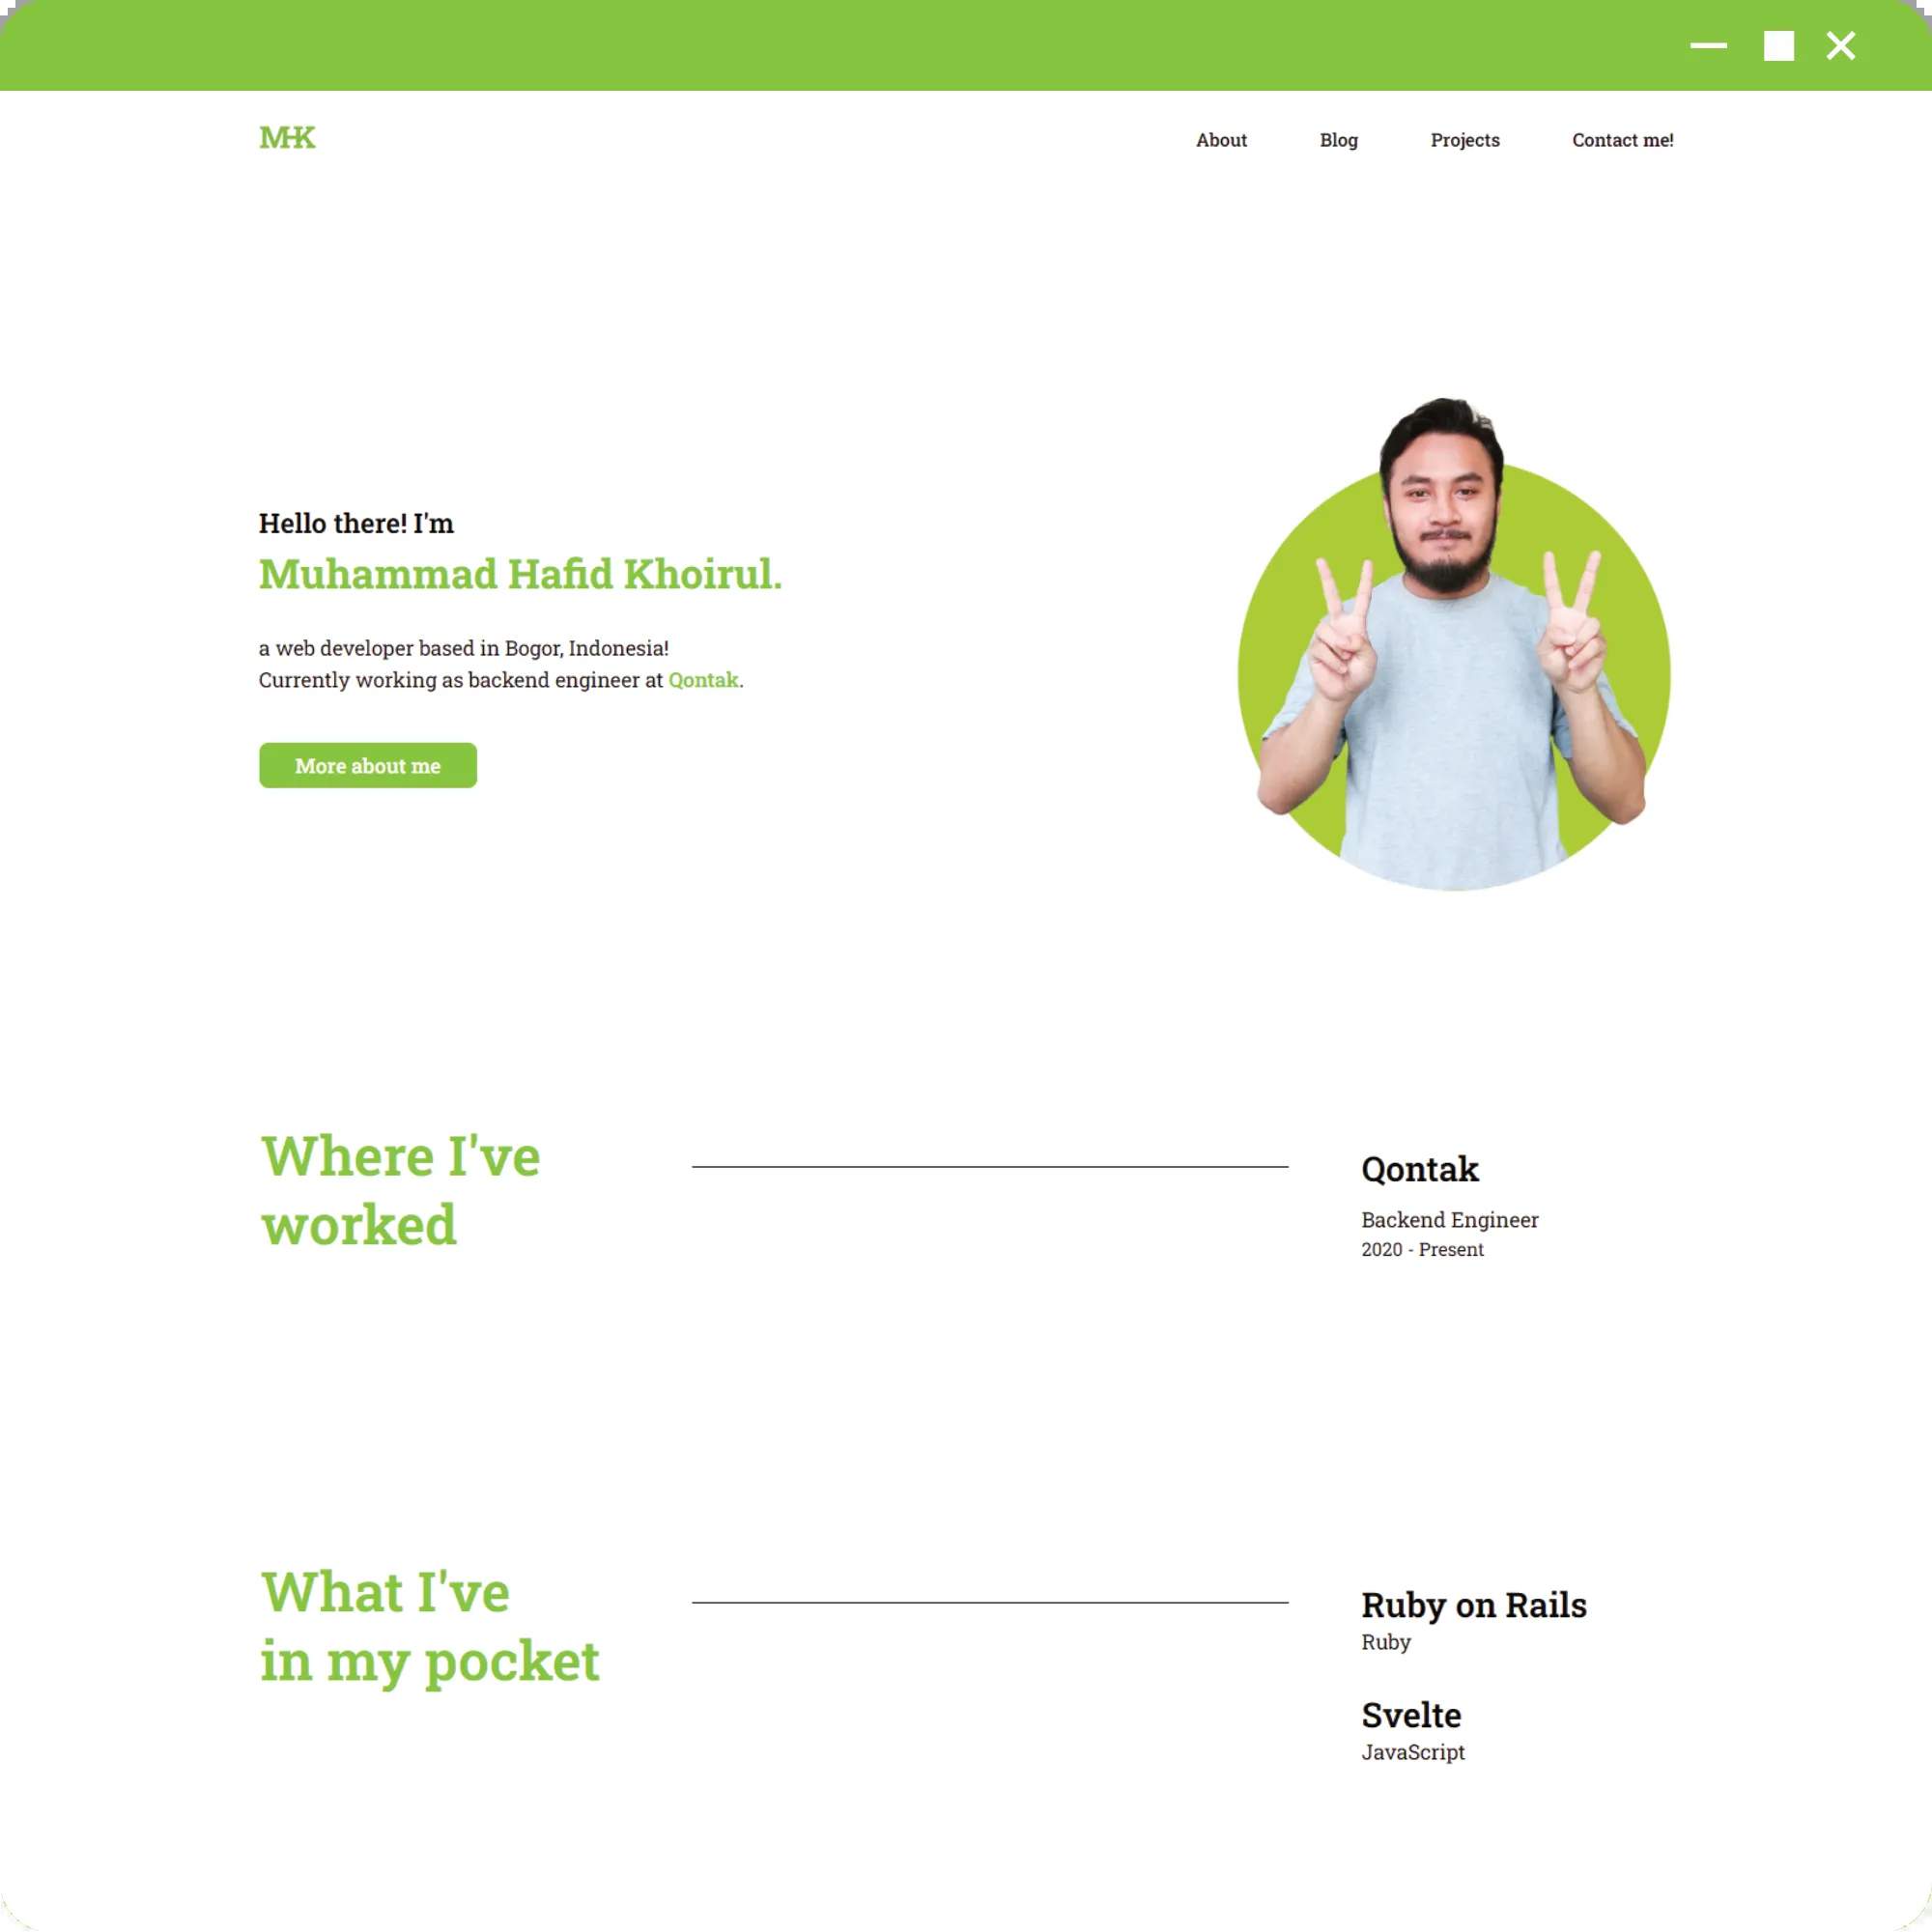 MHK
About Blog Projects Contact me!
Hello there! I'm
Muhammad Hafid Khoirul.
a web developer based in Bogor, Indonesia!
Currently working as backend engineer at Qontak.
More about me
Where I've
worked
Qontak
Backend Engineer
2020 - Present
What I've
in my pocket
Ruby on Rails
Ruby
Svelte
JavaScript